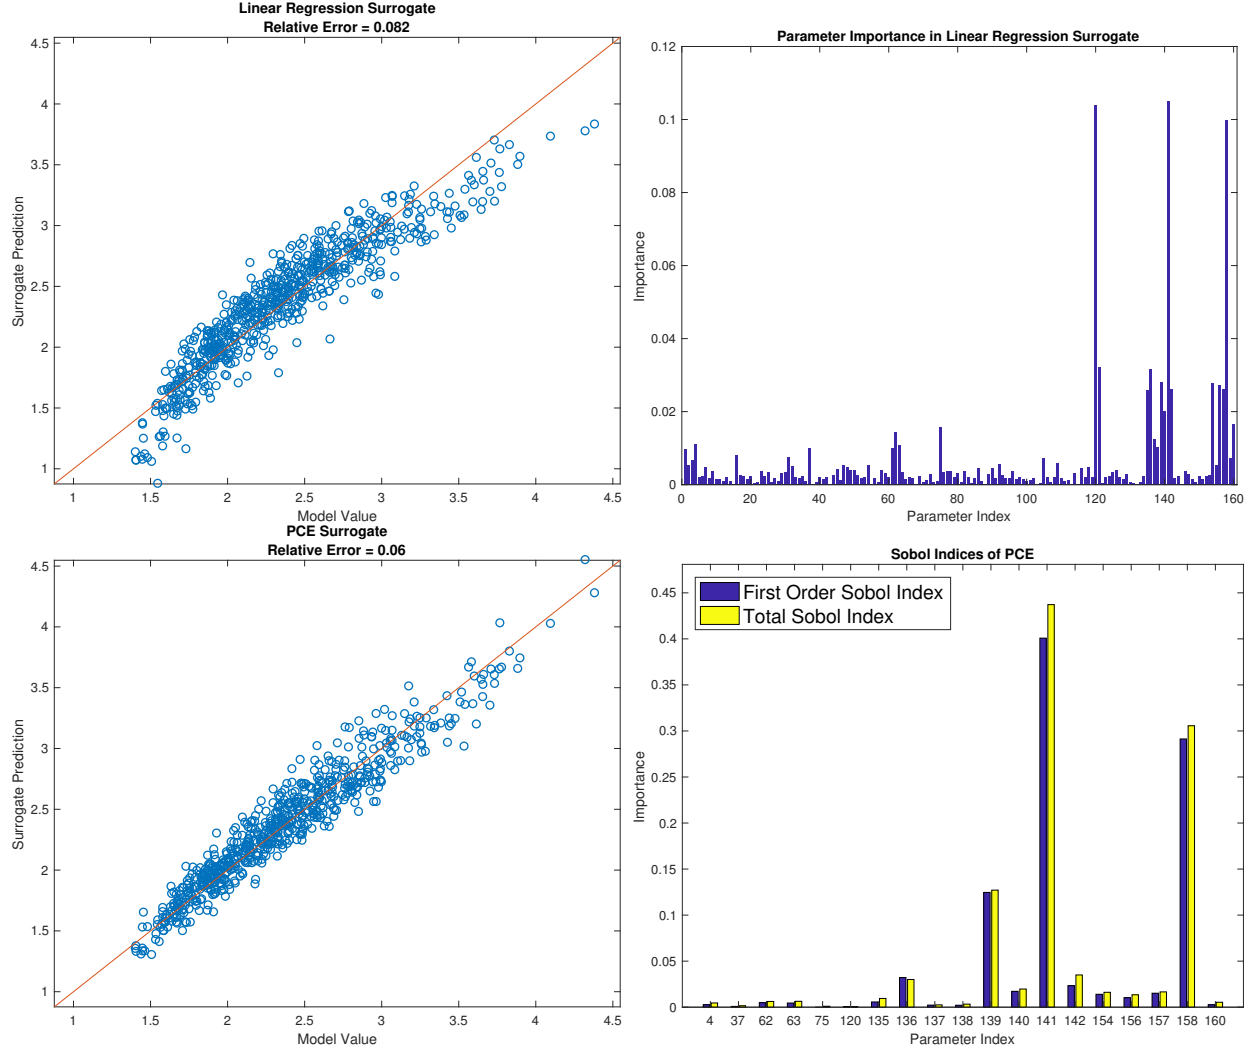 Linear Regression Surrogate
Relative Error = 0.082
4.5
4
3.5
3
2.5
2
1.5
1
Surrogate Prediction
1 1.5 2 2.5 3 3.5 4 4.5
Model Value
Parameter Importance in Linear Regression Surrogate
0.12
0.1
0.08
0.06
0.04
0.02
0
Importance
0 20 40 60 80 100 120 140 160
Parameter Index
PCE Surrogate
Relative Error = 0.06
4.5
4
3.5
3
2.5
2
1.5
1
Surrogate Prediction
1 1.5 2 2.5 3 3.5 4 4.5
Model Value
Sobol Indices of PCE
First Order Sobol Index
Total Sobol Index
0.45
0.4
0.35
0.3
0.25
0.2
0.15
0.1
0.05
0
Importance
4 37 62 63 75 120 135 136 137 138 139 140 141 142 154 156 157 158 160
Parameter Index